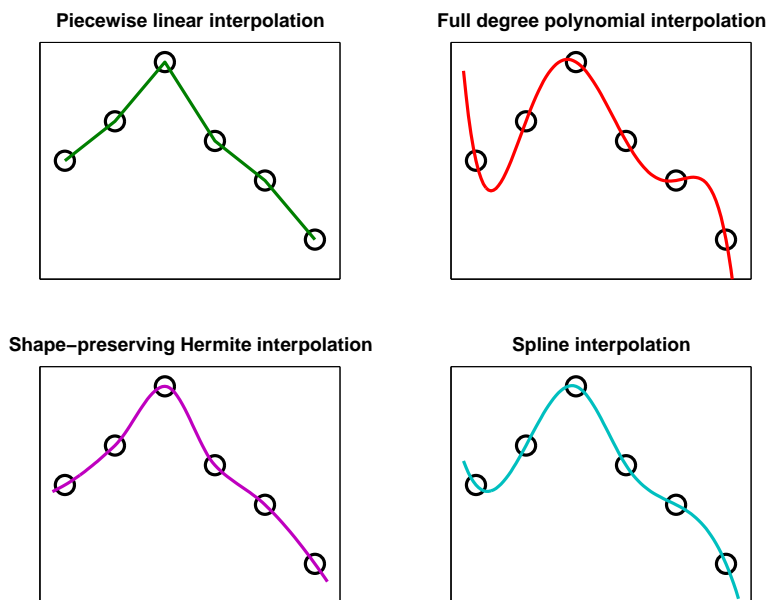 Piecewise linear interpolation
Full degree polynomial interpolation
Shape−preserving Hermite interpolation
Spline interpolation